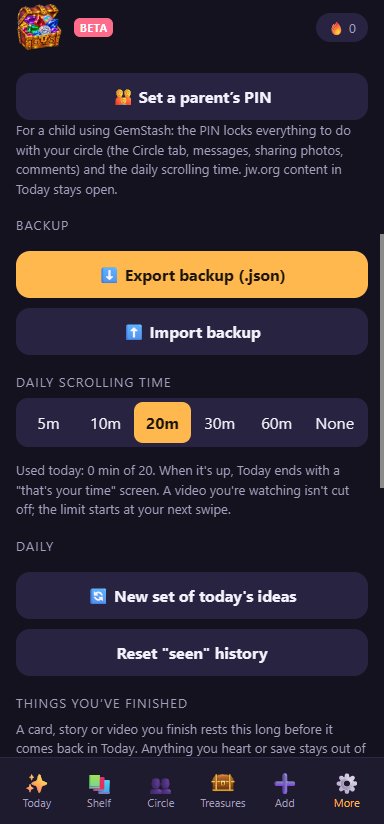 BETA
🔥 0
👫 Set a parent's PIN
For a child using GemStash: the PIN locks everything to do
with your circle (the Circle tab, messages, sharing photos,
comments) and the daily scrolling time. jw.org content in
Today stays open.
BACKUP
⬇️ Export backup (.json)
⬆️ Import backup
DAILY SCROLLING TIME
5m 10m 20m 30m 60m None
Used today: 0 min of 20. When it's up, Today ends with a
"that's your time" screen. A video you're watching isn't cut
off; the limit starts at your next swipe.
DAILY
🔄 New set of today's ideas
Reset "seen" history
THINGS YOU'VE FINISHED
A card, story or video you finish rests this long before it
comes back in Today. Anything you heart or save stays out of
Today Shelf Circle Treasures Add More